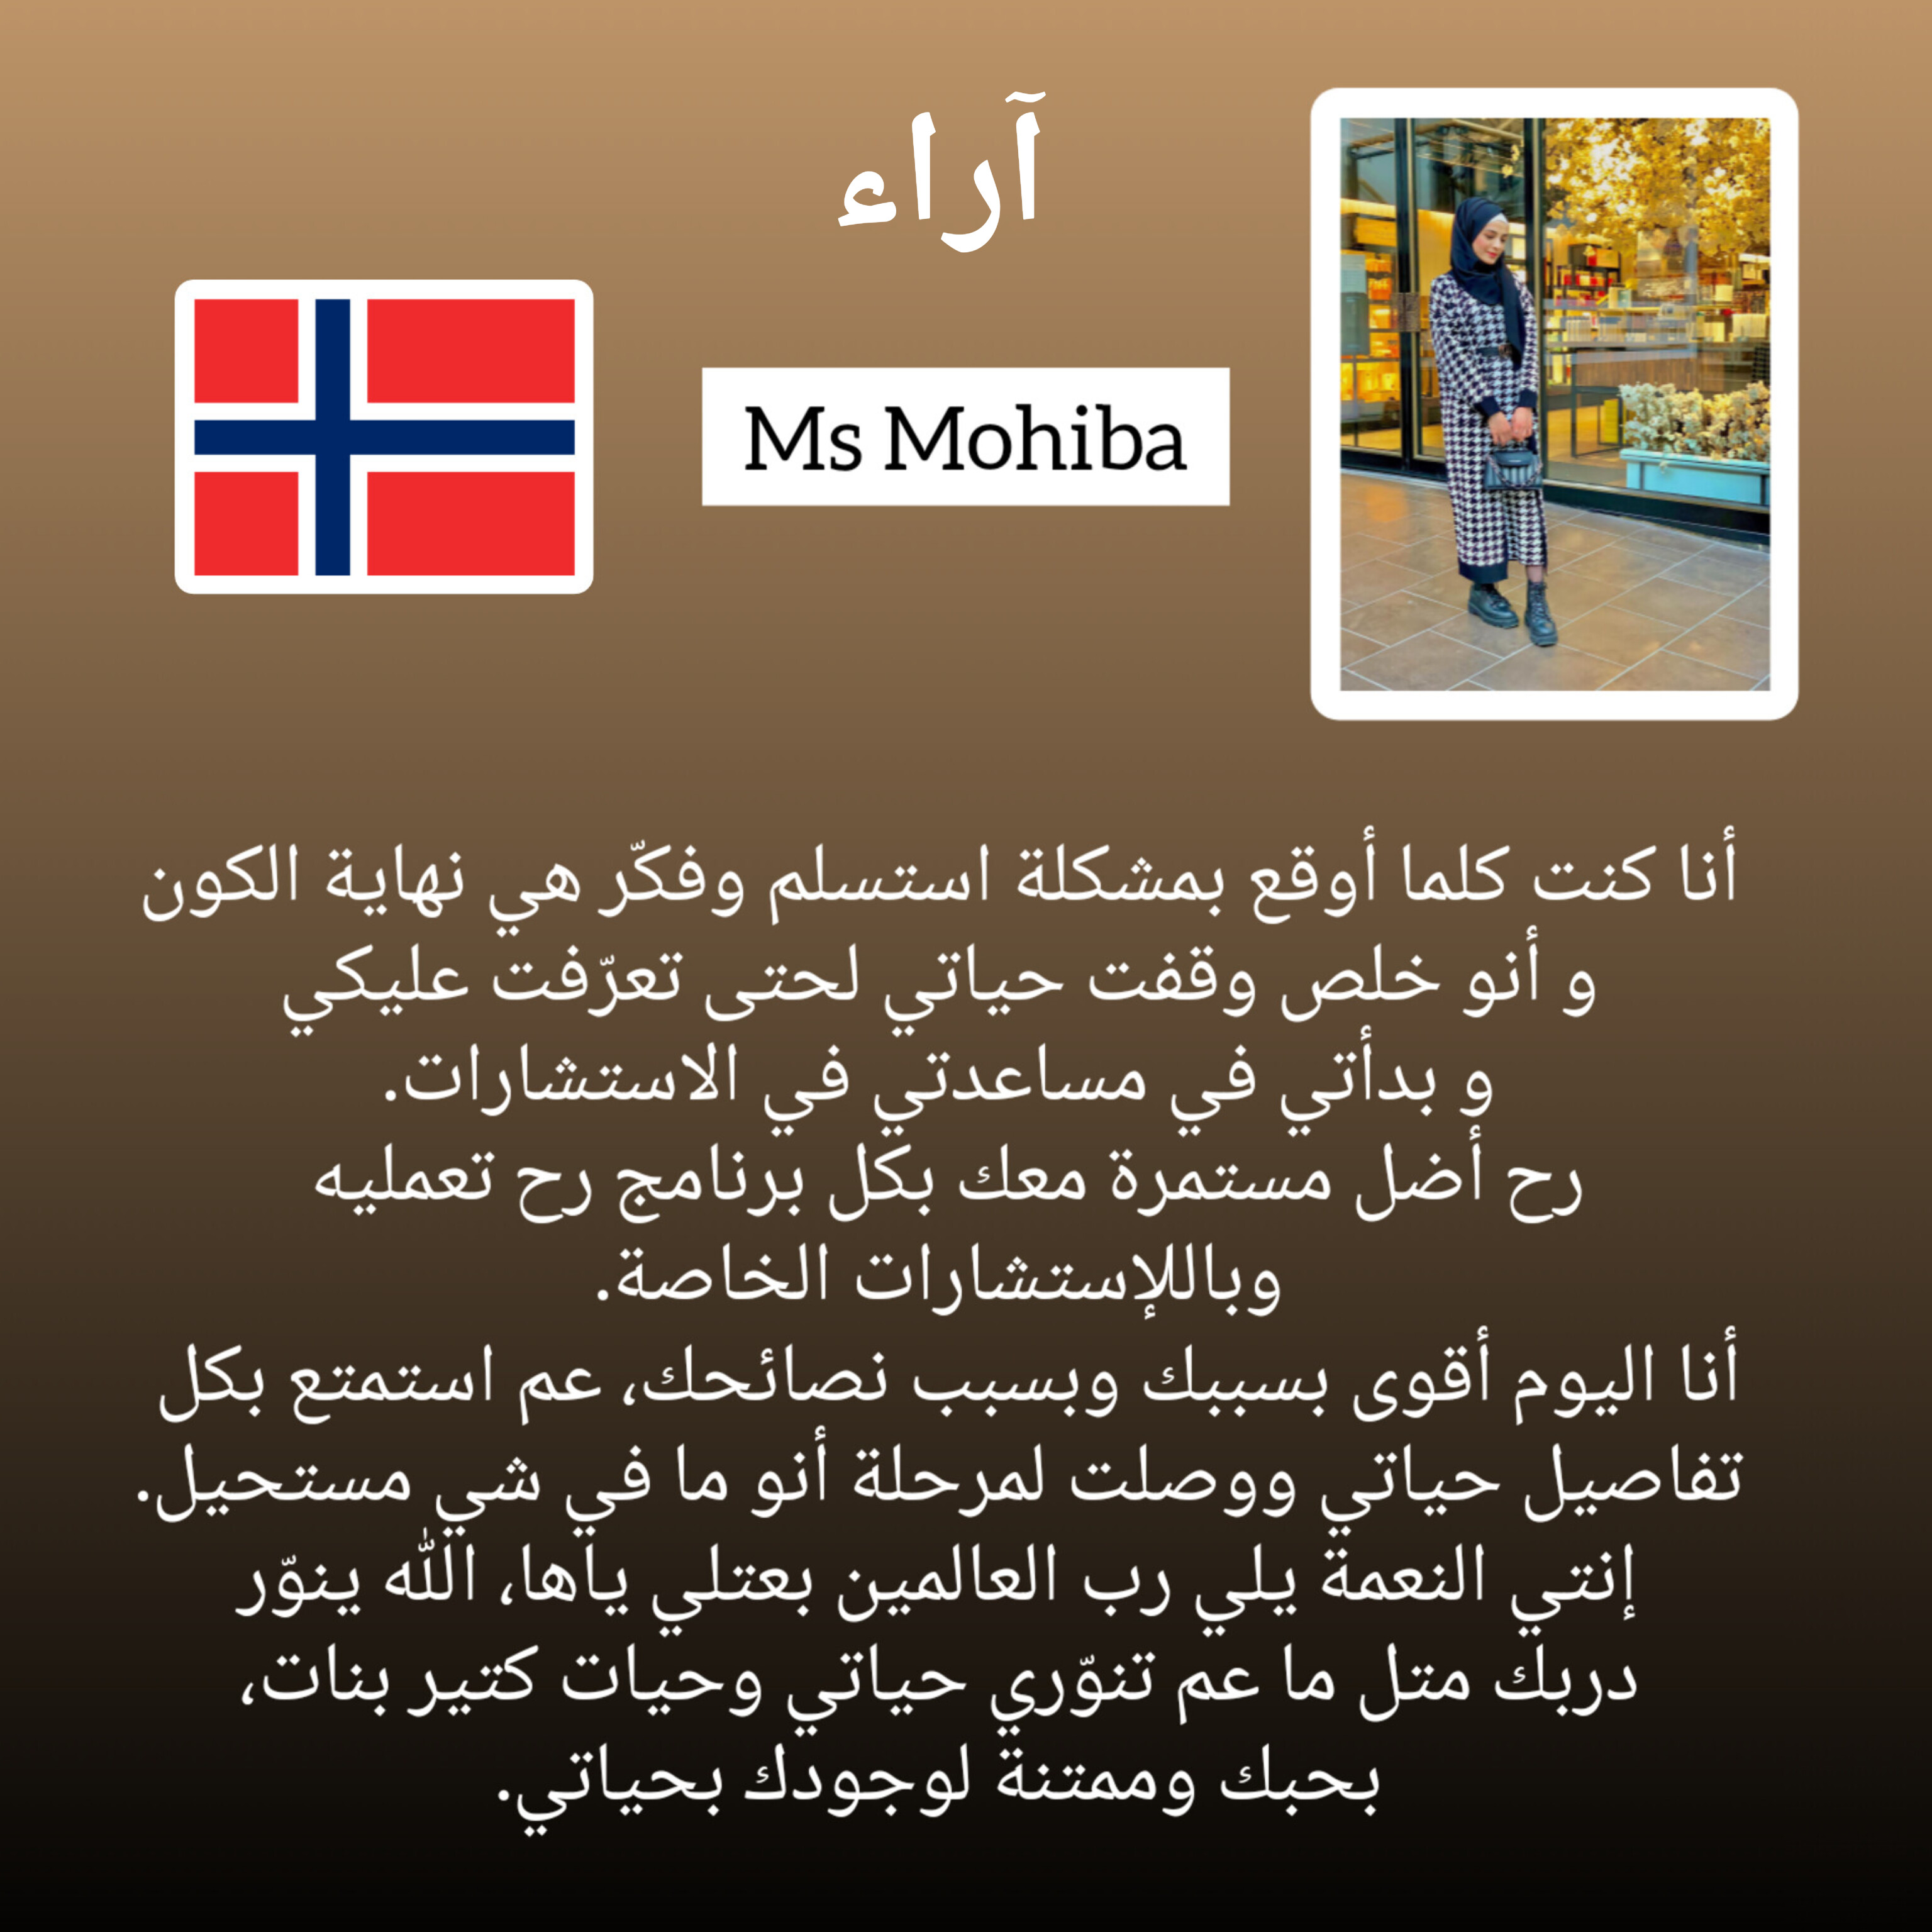 آراء
Ms Mohiba
أنا كنت كلما أوقع بمشكلة استسلم وفكّر هي نهاية الكون
و أنو خلص وقفت حياتي لحتى تعرّفت عليكي
و بدأتي في مساعدتي في الاستشارات.
رح أضل مستمرة معك بكل برنامج رح تعمليه
وباللإستشارات الخاصة.
أنا اليوم أقوى بسببك وبسبب نصائحك، عم استمتع بكل
تفاصيل حياتي ووصلت لمرحلة أنو ما في شي مستحيل.
إنتي النعمة يلي رب العالمين بعتلي ياها، الله ينوّر
دربك متل ما عم تنوّري حياتي وحيات كتير بنات،
بحبك وممتنة لوجودك بحياتي.